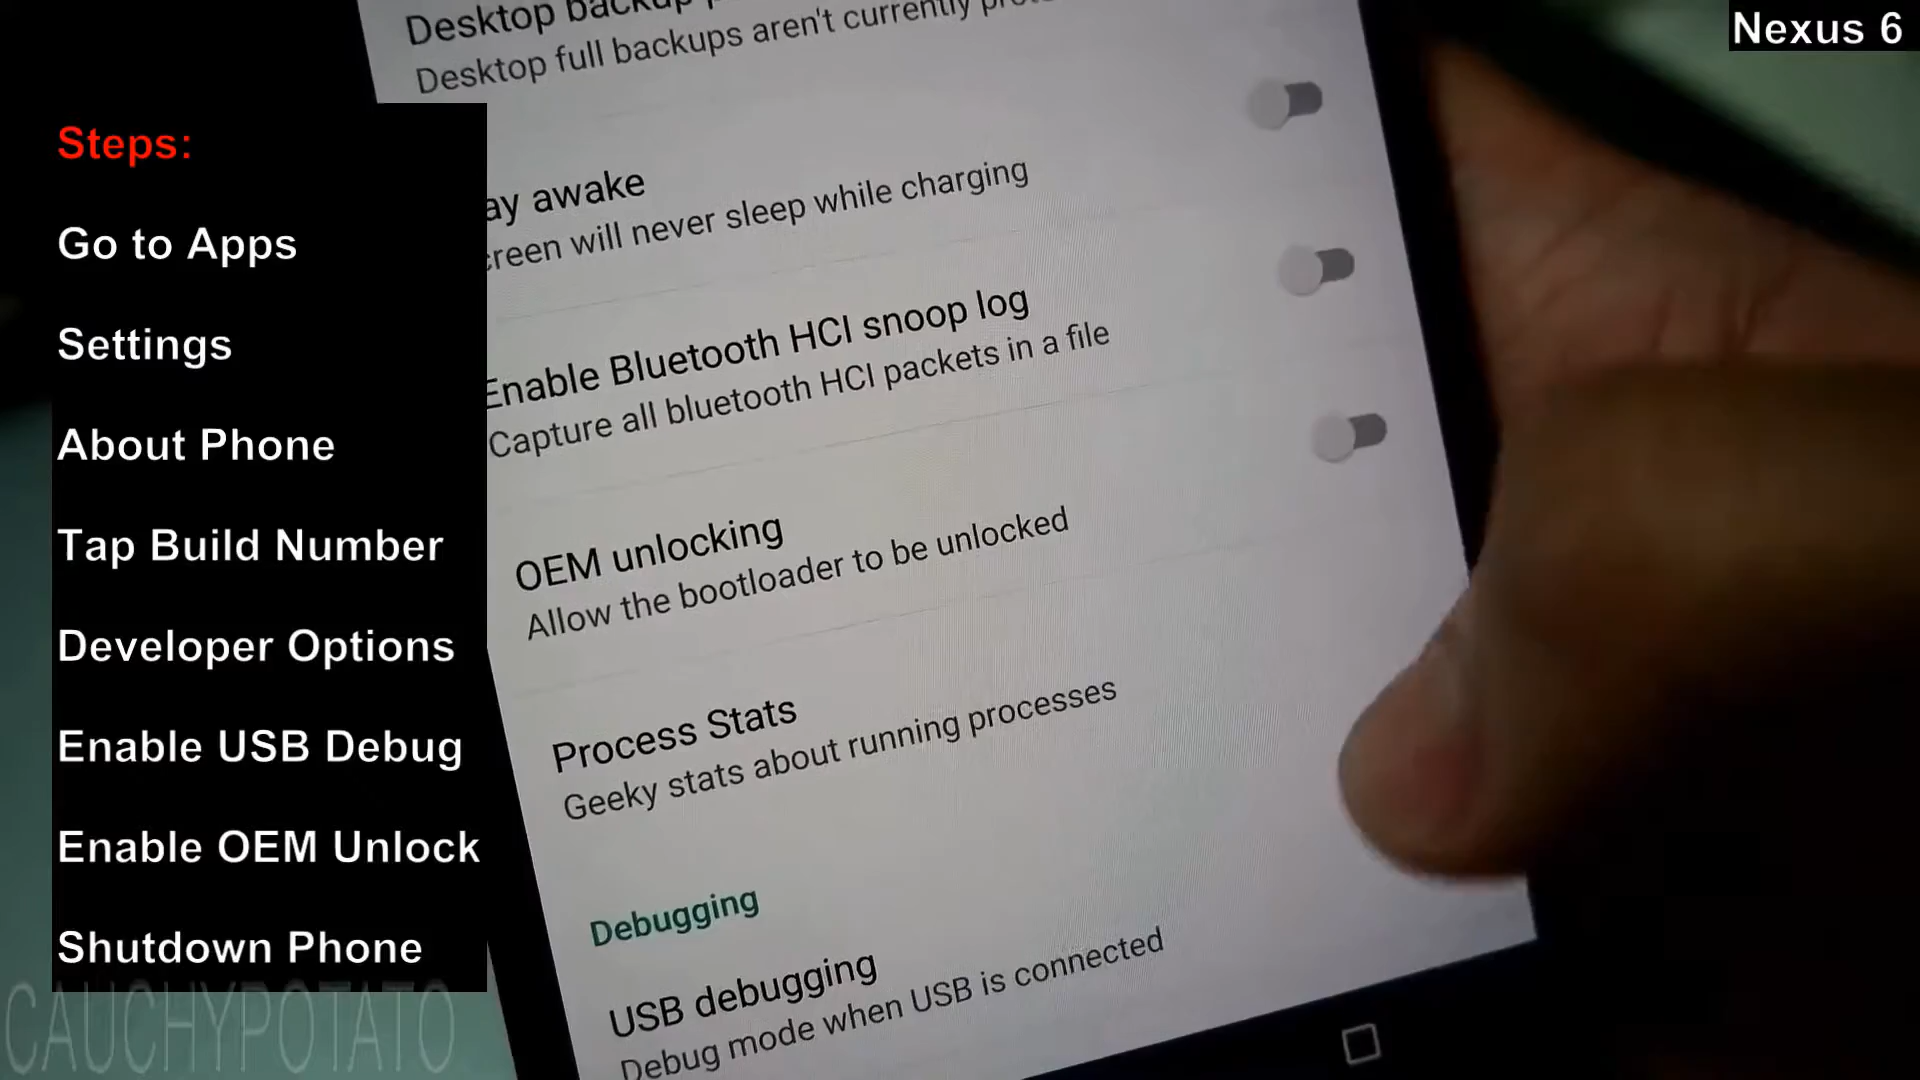 Nexus 6
Steps:
Go to Apps
Settings
About Phone
Tap Build Number
Developer Options
Enable USB Debug
Enable OEM Unlock
Shutdown Phone
Desktop backup
Desktop full backups aren't currently
ay awake
creen will never sleep while charging
Enable Bluetooth HCI snoop log
Capture all bluetooth HCI packets in a file
OEM unlocking
Allow the bootloader to be unlocked
Process Stats
Geeky stats about running processes
Debugging
USB debugging
Debug mode when USB is connected
CAUCHYPOTATO